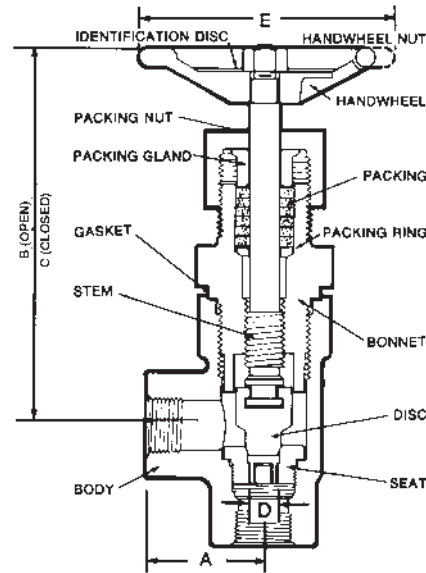 E
IDENTIFICATION DISC
HANDWHEEL NUT
HANDWHEEL
PACKING NUT
PACKING GLAND
PACKING
B (OPEN)
C (CLOSED)
GASKET
PACKING RING
STEM
BONNET
DISC
BODY
SEAT
D
A